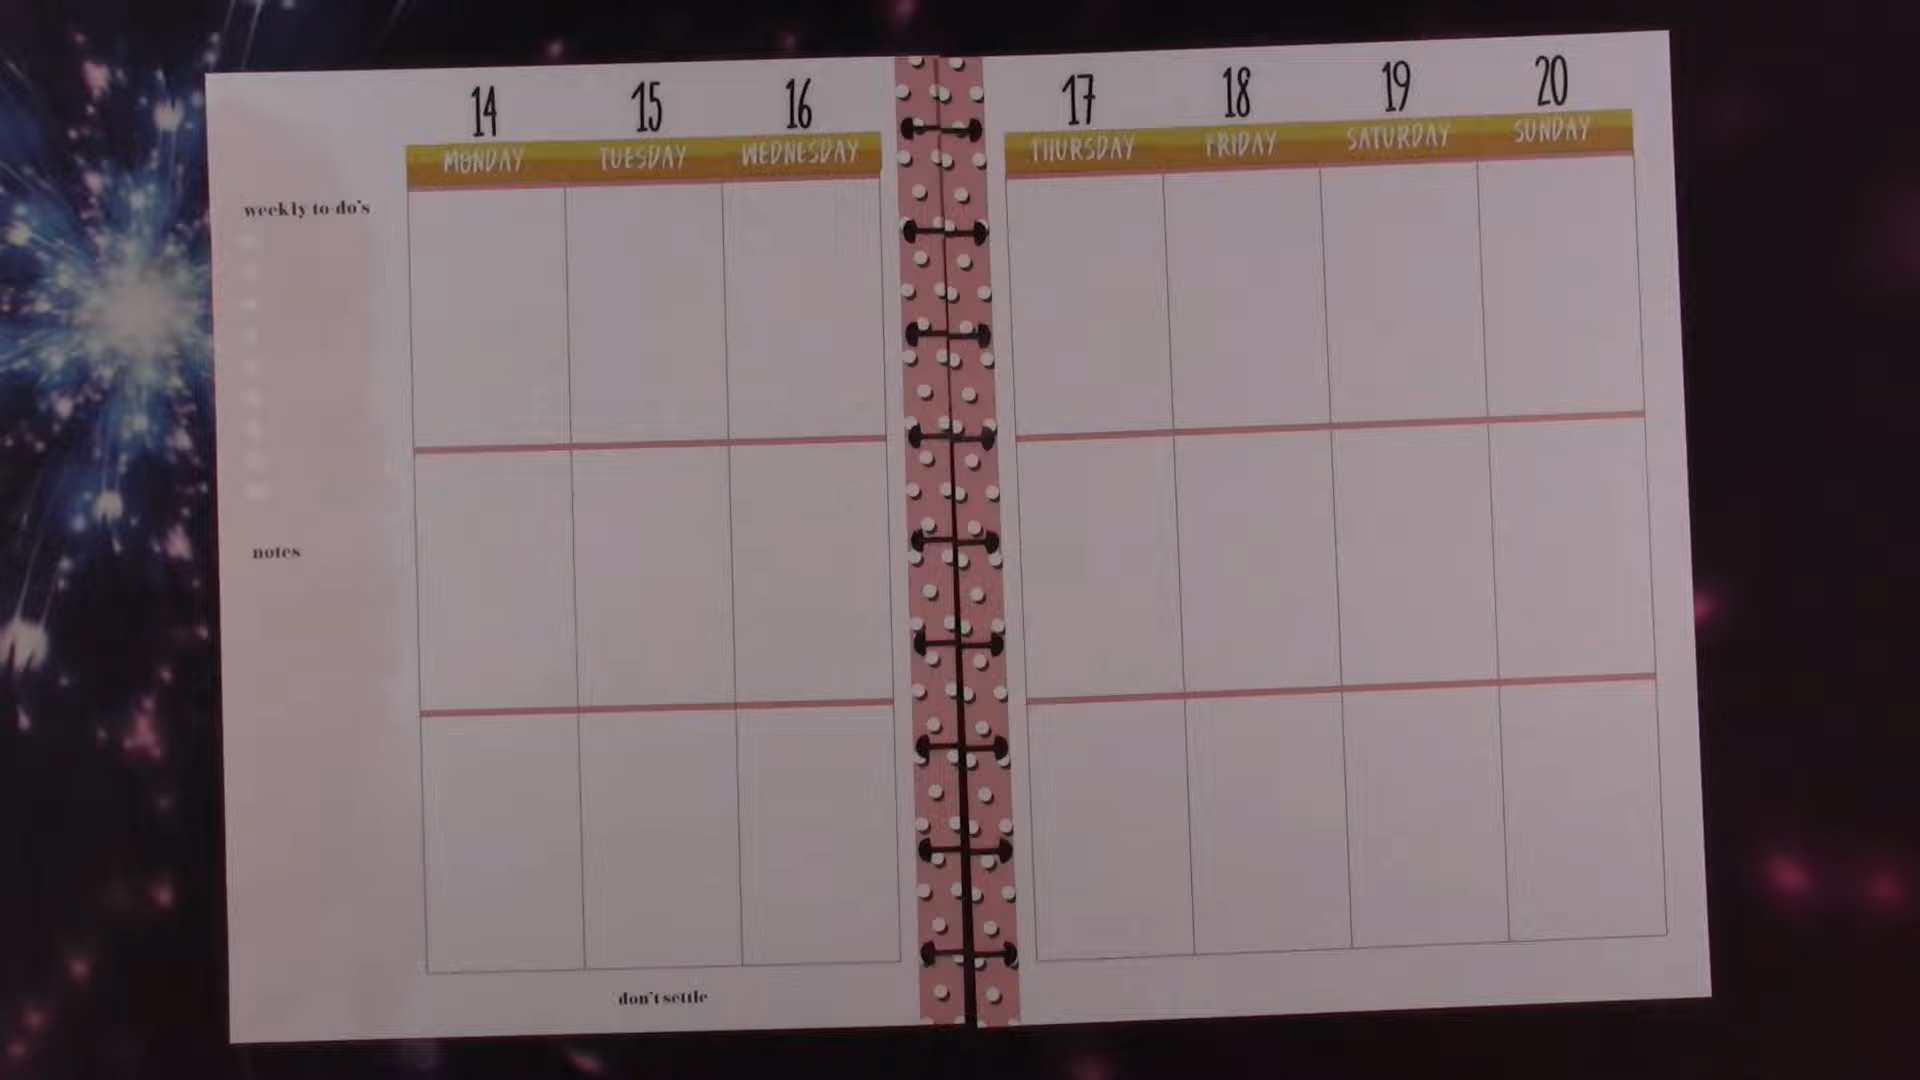 14 15 16 17 18 19 20
MONDAY TUESDAY WEDNESDAY THURSDAY FRIDAY SATURDAY SUNDAY
weekly to-do's
notes
don't settle